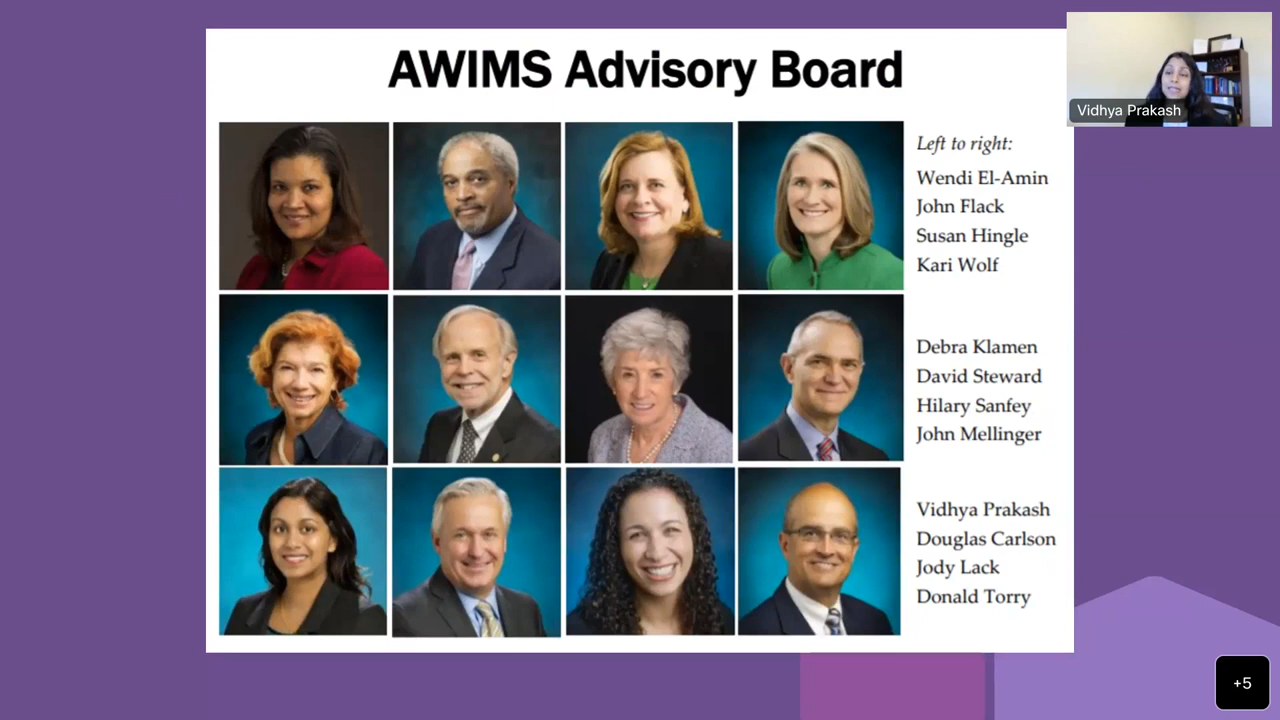 AWIMS Advisory Board
Vidhya Prakash
Left to right:
Wendi El-Amin
John Flack
Susan Hingle
Kari Wolf
Debra Klamen
David Steward
Hilary Sanfey
John Mellinger
Vidhya Prakash
Douglas Carlson
Jody Lack
Donald Torry
+5